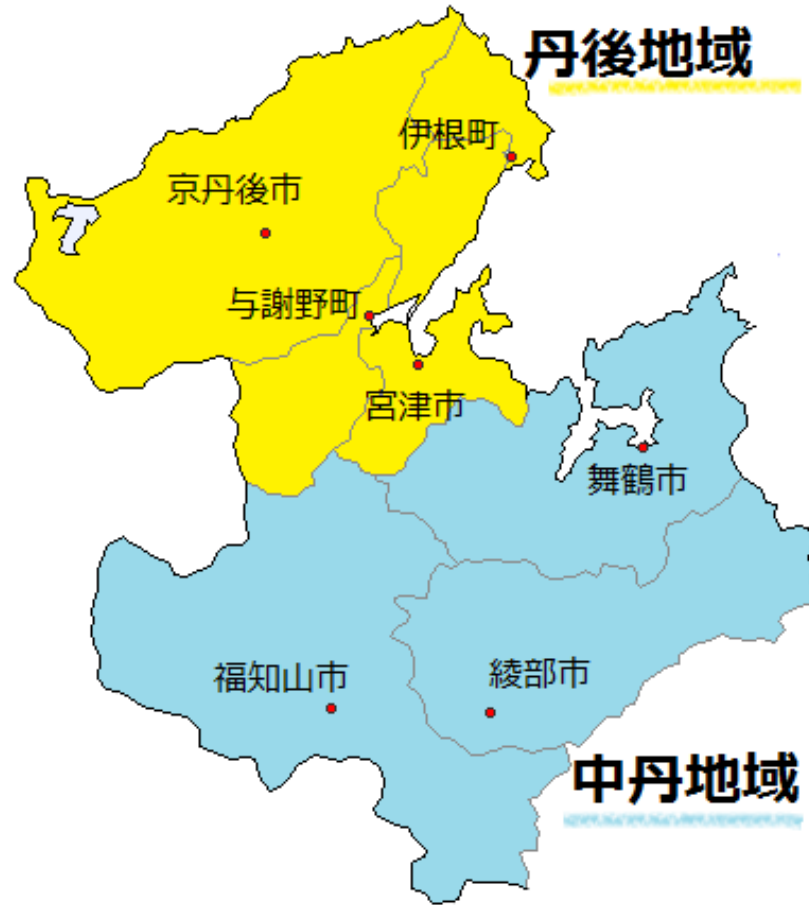 丹後地域
伊根町
京丹後市
与謝野町
宮津市
舞鶴市
福知山市
綾部市
中丹地域